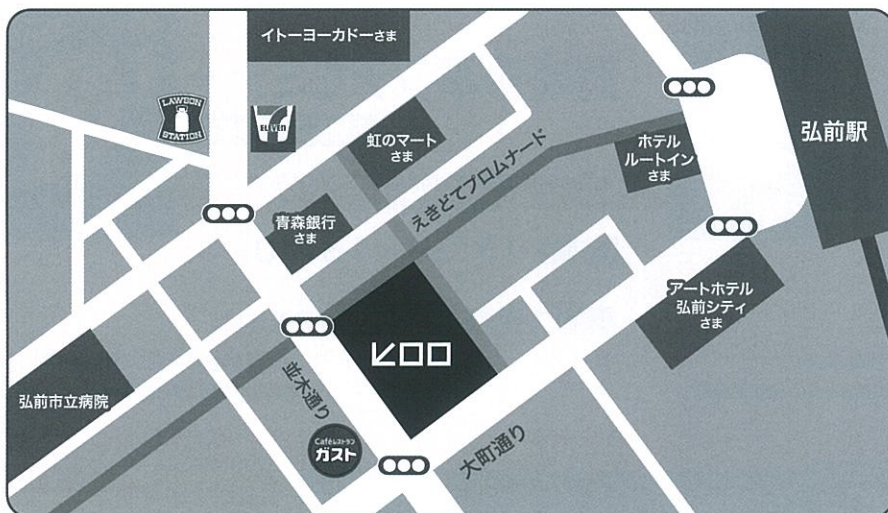 イトーヨーカドーさま
LAWSON
STATION
ELEVEN
虹のマート
さま
青森銀行
さま
えきどてプロムナード
ホテル
ルートイン
さま
弘前駅
アートホテル
弘前シティ
さま
ヒロロ
弘前市立病院
並木通り
Caféレストラン
ガスト
大町通り